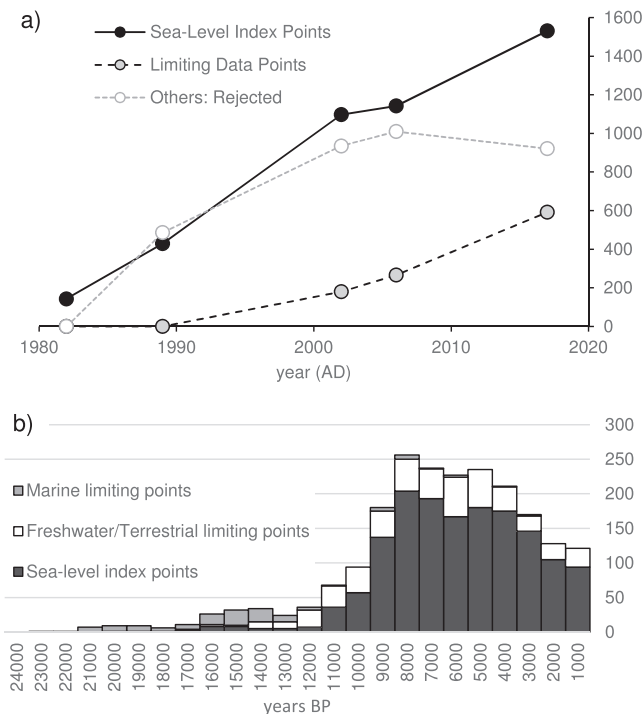 a)
Sea-Level Index Points
Limiting Data Points
Others: Rejected
1600
1400
1200
1000
800
600
400
200
0
1980 1990 2000 2010 2020
year (AD)
b)
Marine limiting points
Freshwater/Terrestrial limiting points
Sea-level index points
300
250
200
150
100
50
0
24000 23000 22000 21000 20000 19000 18000 17000 16000 15000 14000 13000 12000 11000 10000 9000 8000 7000 6000 5000 4000 3000 2000 1000
years BP